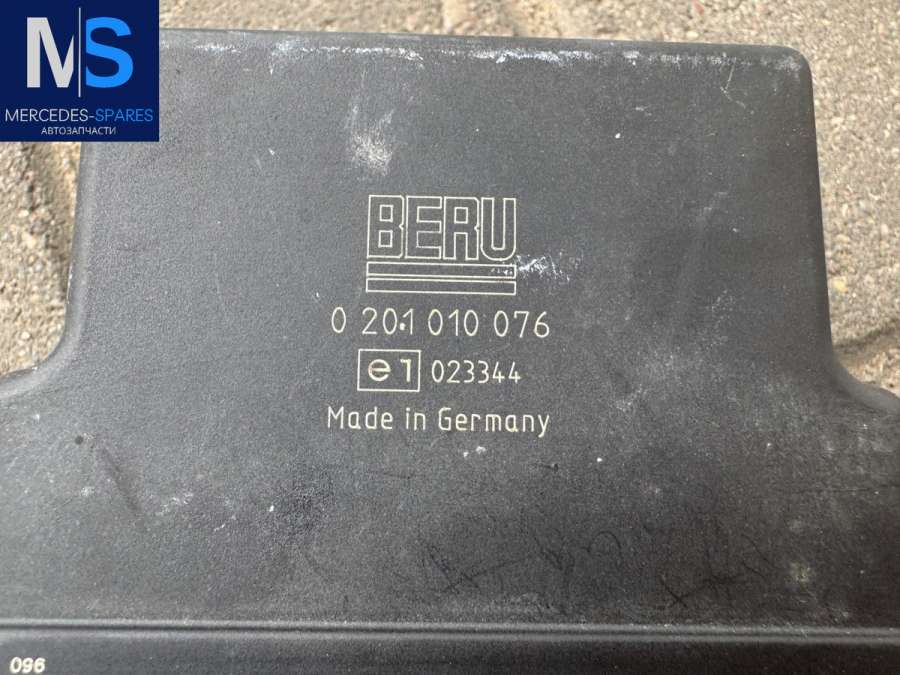 MS
MERCEDES-SPARES
АВТОЗАПЧАСТИ
BERU
0 201 010 076
e1 023344
Made in Germany
096